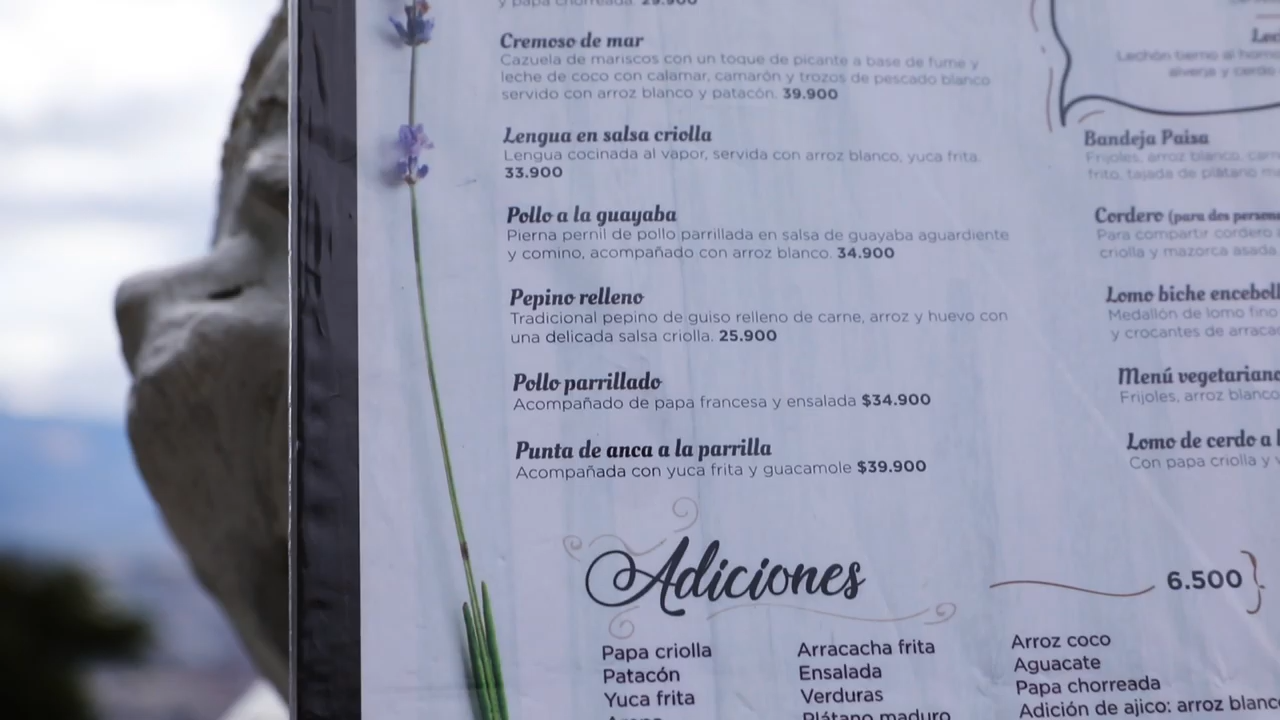 y papa chorreada. 29.900
Cremoso de mar
Cazuela de mariscos con un toque de picante a base de fume y
leche de coco con calamar, camarón y trozos de pescado blanco
servido con arroz blanco y patacón. 39.900
Lengua en salsa criolla
Lengua cocinada al vapor, servida con arroz blanco, yuca frita.
33.900
Pollo a la guayaba
Pierna pernil de pollo parrillada en salsa de guayaba aguardiente
y comino, acompañado con arroz blanco. 34.900
Pepino relleno
Tradicional pepino de guiso relleno de carne, arroz y huevo con
una delicada salsa criolla. 25.900
Pollo parrillado
Acompañado de papa francesa y ensalada $34.900
Punta de anca a la parrilla
Acompañada con yuca frita y guacamole $39.900
Lechón tierno al horno
alverja y cerdo
Bandeja Paisa
Frijoles, arroz blanco,
frito, tajada de plátano
Cordero (para dos
Para compartir cordero
criolla y mazorca asada
Lomo biche
Medallón de lomo fino
y crocantes de
Menú vegetariano
Frijoles, arroz blanco
Lomo de cerdo a
Con papa criolla y
Adiciones 6.500
Papa criolla
Patacón
Yuca frita
Arracacha frita
Ensalada
Verduras
Plátano maduro
Arroz coco
Aguacate
Papa chorreada
Adición de ajico: arroz